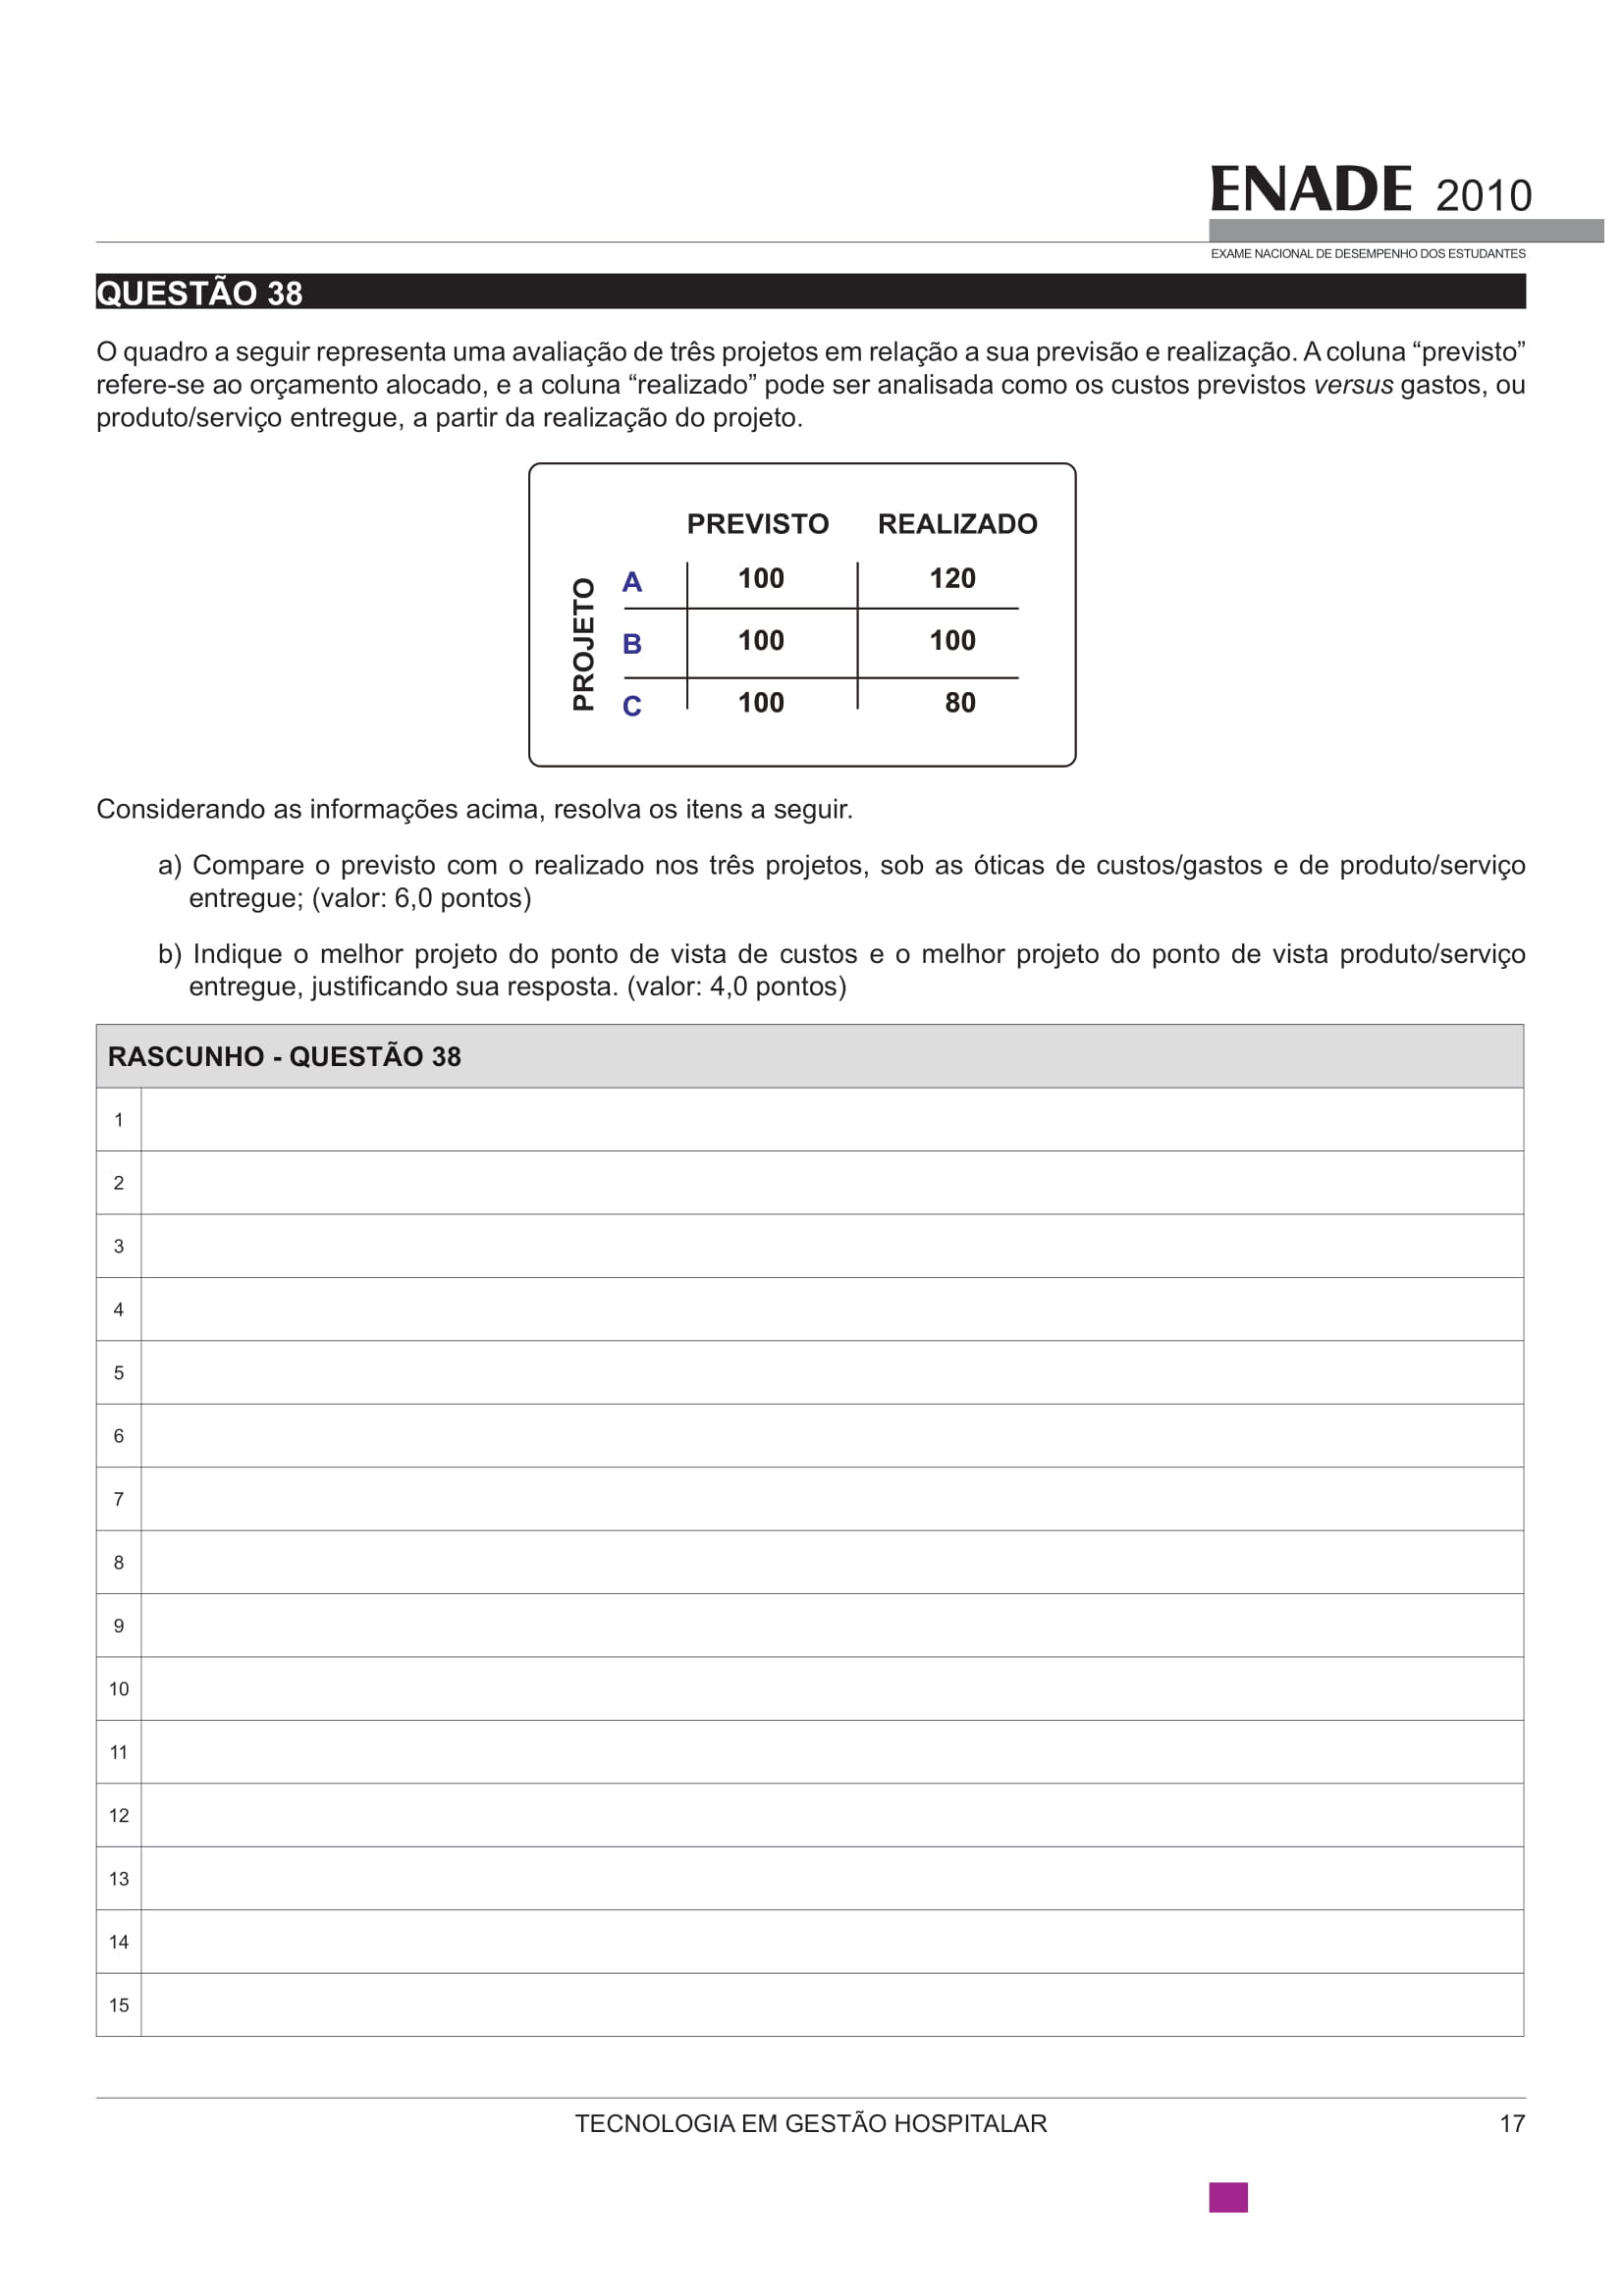 ENADE 2010
EXAME NACIONAL DE DESEMPENHO DOS ESTUDANTES
QUESTÃO 38
O quadro a seguir representa uma avaliação de três projetos em relação a sua previsão e realização. A coluna “previsto”
refere-se ao orçamento alocado, e a coluna “realizado” pode ser analisada como os custos previstos versus gastos, ou
produto/serviço entregue, a partir da realização do projeto.
PREVISTO REALIZADO
PROJETO
A 100 120
B 100 100
C 100 80
Considerando as informações acima, resolva os itens a seguir.
a) Compare o previsto com o realizado nos três projetos, sob as óticas de custos/gastos e de produto/serviço
entregue; (valor: 6,0 pontos)
b) Indique o melhor projeto do ponto de vista de custos e o melhor projeto do ponto de vista produto/serviço
entregue, justificando sua resposta. (valor: 4,0 pontos)
RASCUNHO - QUESTÃO 38
1
2
3
4
5
6
7
8
9
10
11
12
13
14
15
TECNOLOGIA EM GESTÃO HOSPITALAR 17